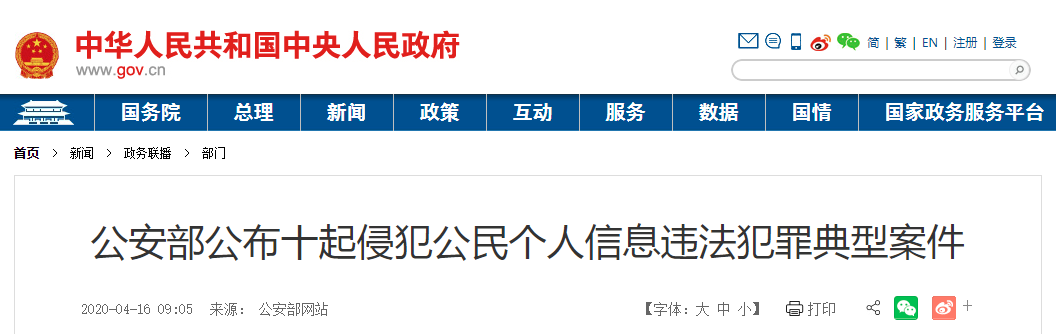 中华人民共和国中央人民政府
www.gov.cn
简 | 繁 | EN | 注册 | 登录
国务院 总理 新闻 政策 互动 服务 数据 国情 国家政务服务平台
首页 > 新闻 > 政务联播 > 部门
公安部公布十起侵犯公民个人信息违法犯罪典型案件
2020-04-16 09:05 来源： 公安部网站 【字体：大 中 小】 打印